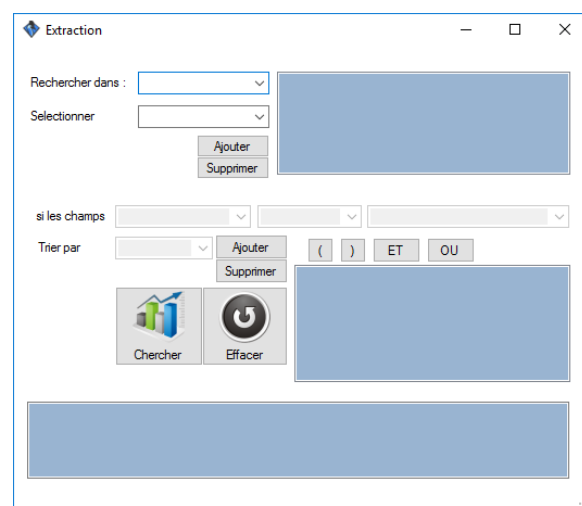 Extraction
Rechercher dans :
Selectionner
Ajouter
Supprimer
si les champs
Trier par
Ajouter
( ) ET OU
Supprimer
Chercher
Effacer